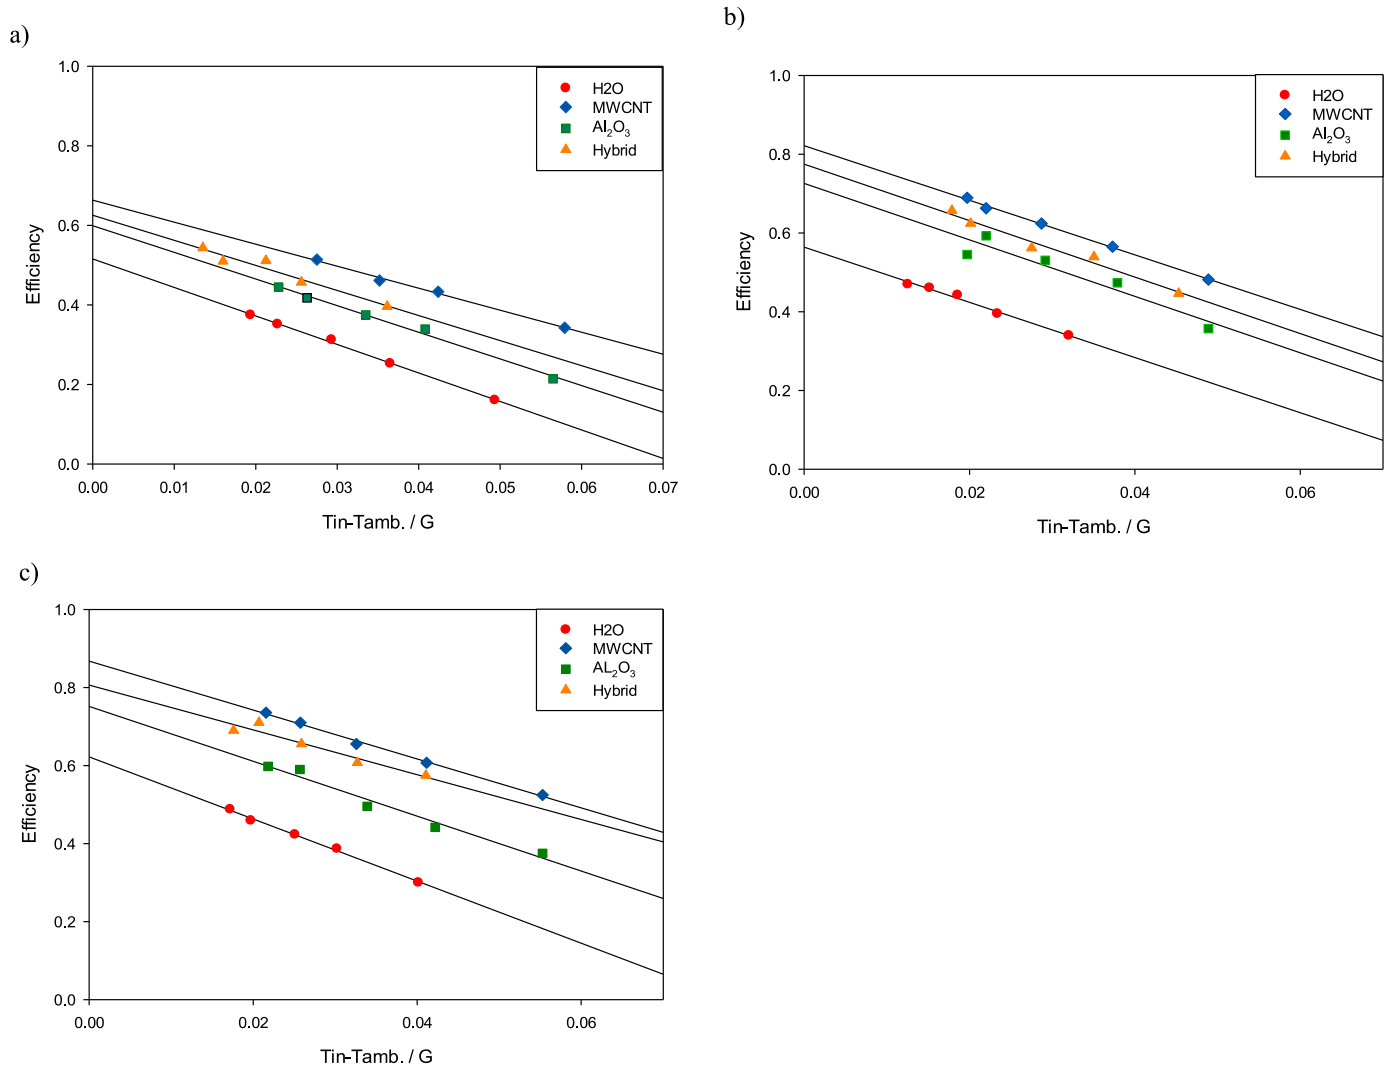 a)
1.0
0.8
0.6
0.4
0.2
0.0
Efficiency
0.00 0.01 0.02 0.03 0.04 0.05 0.06 0.07
Tin-Tamb. / G
H2O
MWCNT
Al₂O₃
Hybrid
b)
1.0
0.8
0.6
0.4
0.2
0.0
Efficiency
0.00 0.02 0.04 0.06
Tin-Tamb. / G
H2O
MWCNT
Al₂O₃
Hybrid
c)
1.0
0.8
0.6
0.4
0.2
0.0
Efficiency
0.00 0.02 0.04 0.06
Tin-Tamb. / G
H2O
MWCNT
AL₂O₃
Hybrid